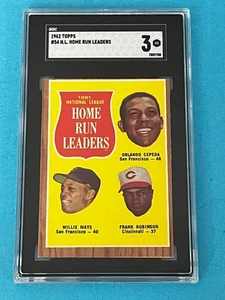 SGC
1962 TOPPS
#54 N.L. HOME RUN LEADERS
3
1961
NATIONAL LEAGUE
HOME
RUN
LEADERS
ORLANDO CEPEDA
San Francisco - 46
WILLIE MAYS
San Francisco - 40
FRANK ROBINSON
Cincinnati - 37